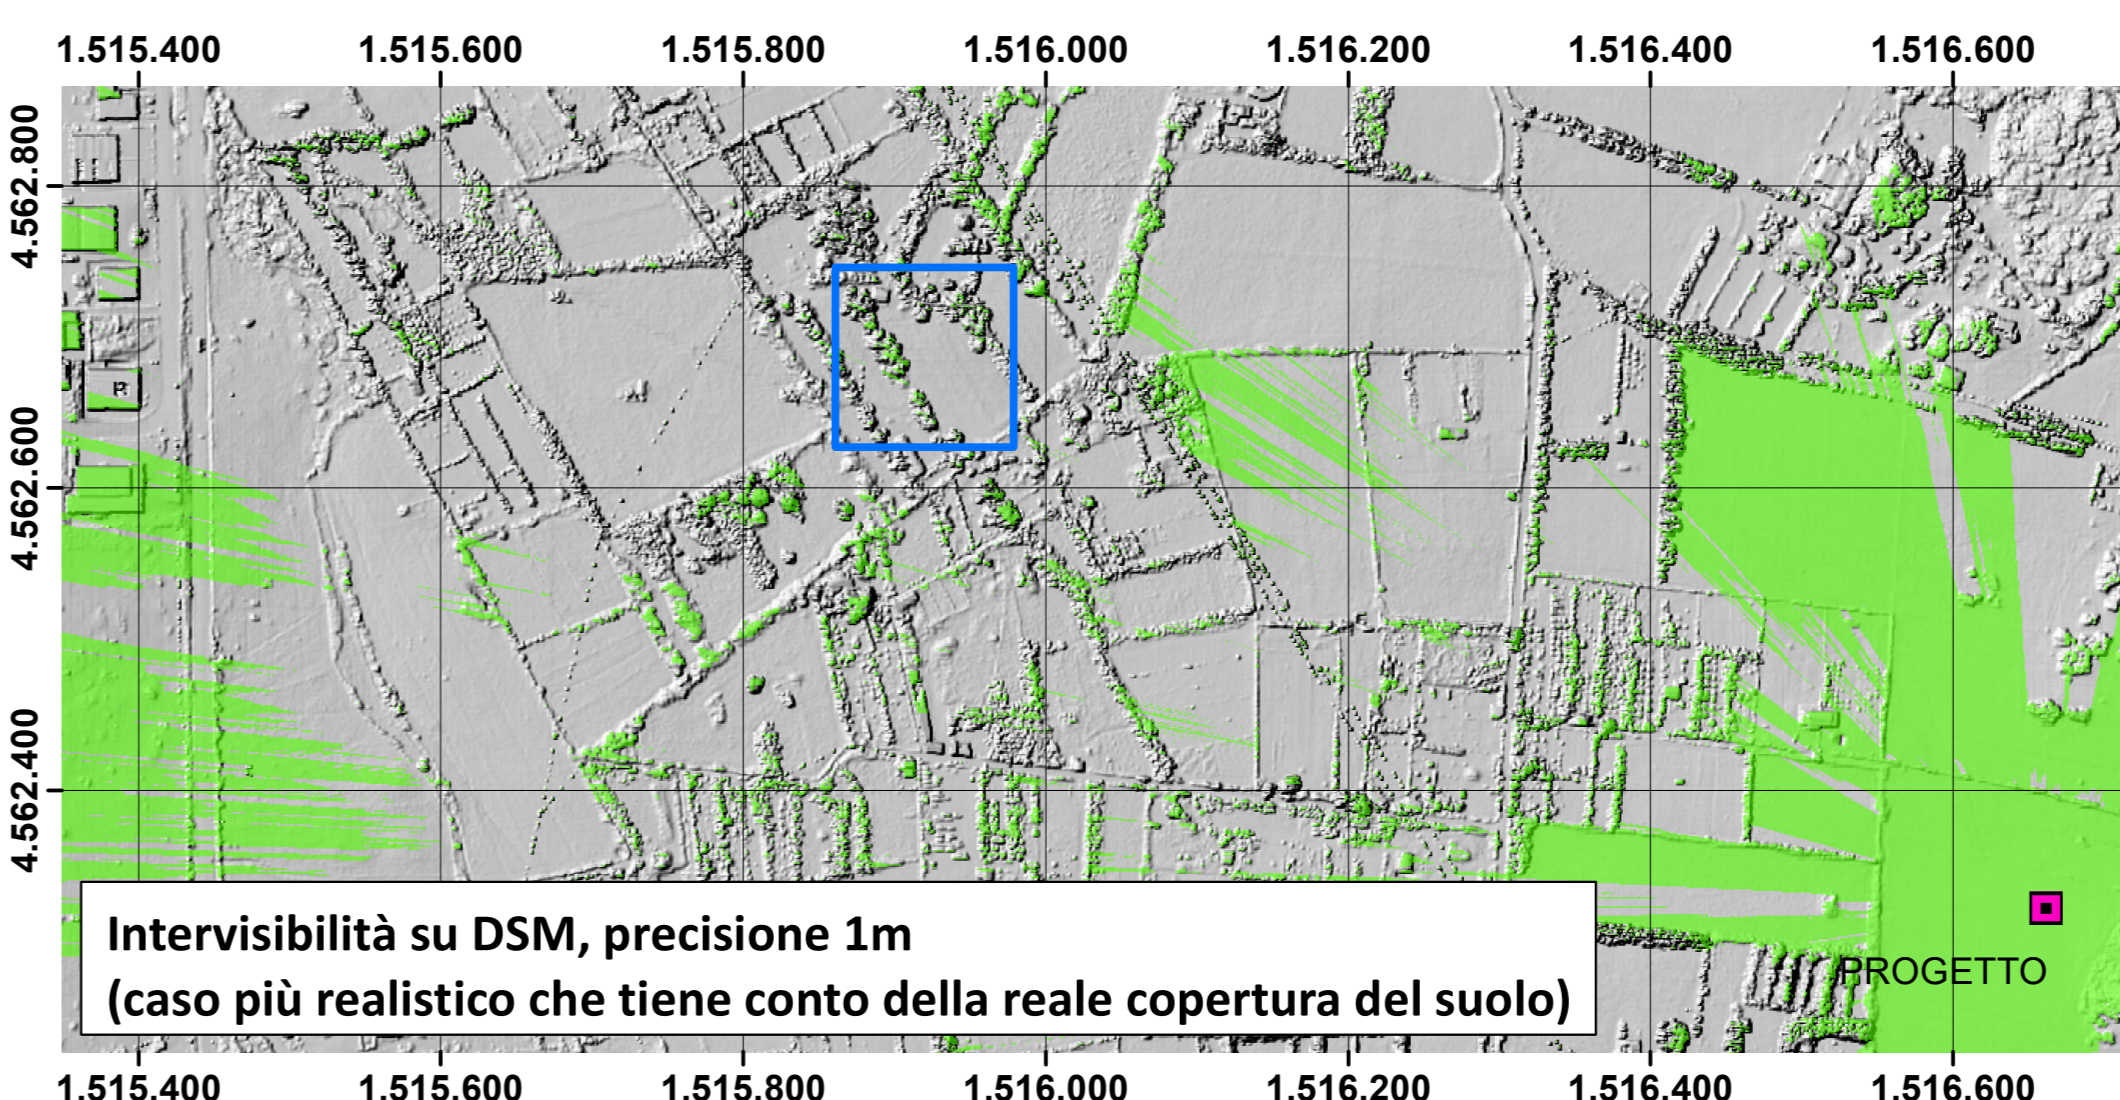 1.515.400 1.515.600 1.515.800 1.516.000 1.516.200 1.516.400 1.516.600
4.562.800
4.562.600
4.562.400
Intervisibilità su DSM, precisione 1m
(caso più realistico che tiene conto della reale copertura del suolo)
PROGETTO
1.515.400 1.515.600 1.515.800 1.516.000 1.516.200 1.516.400 1.516.600